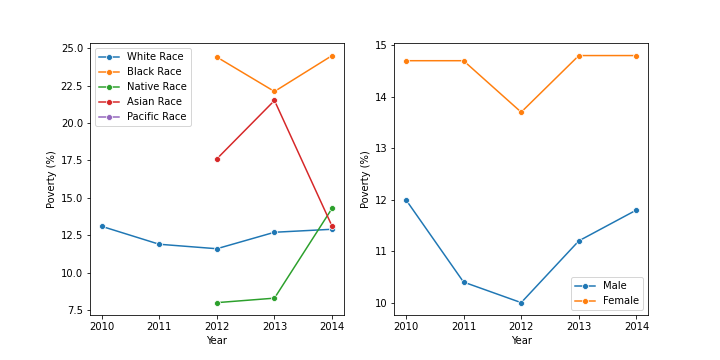 25.0
22.5
20.0
17.5
15.0
12.5
10.0
7.5
Poverty (%)
White Race
Black Race
Native Race
Asian Race
Pacific Race
2010 2011 2012 2013 2014
Year
15
14
13
12
11
10
Poverty (%)
Male
Female
2010 2011 2012 2013 2014
Year